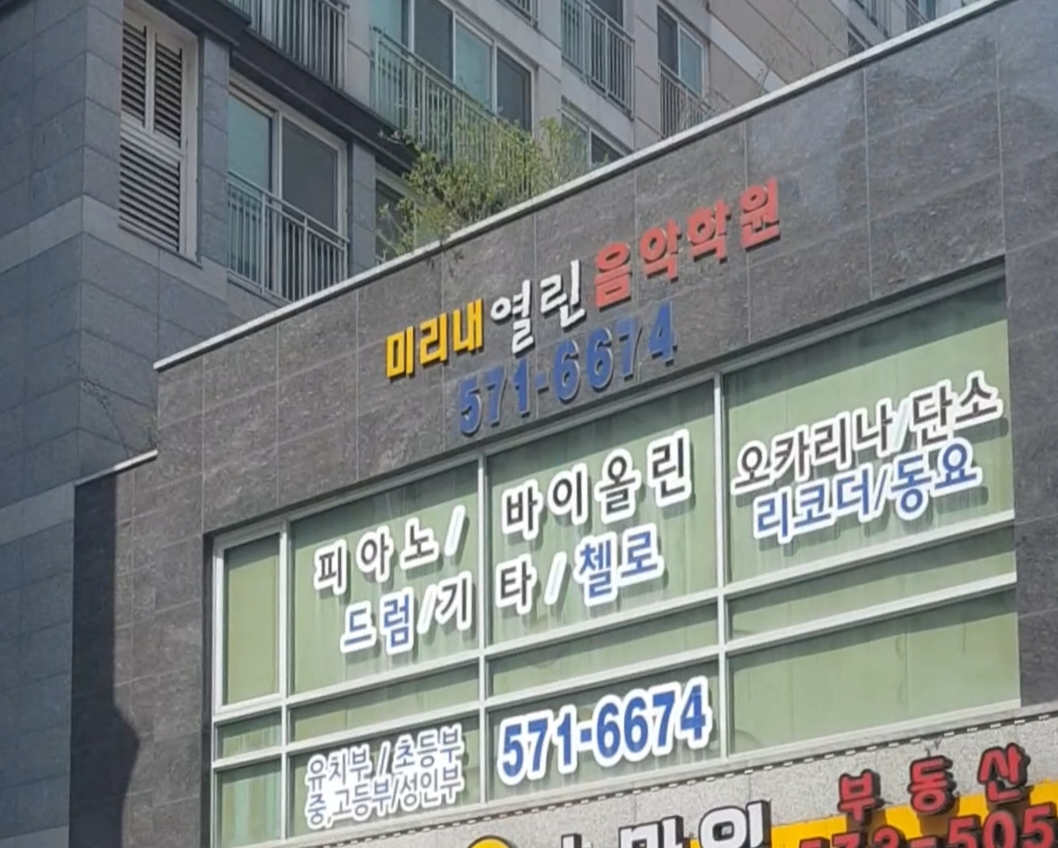 미리내열린음악학원
571-6674
피아노/ 바이올린 오카리나/단소
드럼/기타/첼로 리코더/동요
유치부/초등부
중,고등부/성인부
571-6674
부동산